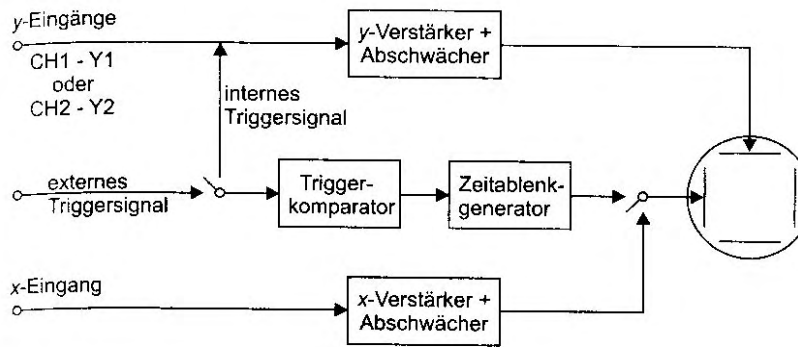 y-Eingänge
CH1 - Y1
oder
CH2 - Y2
y-Verstärker +
Abschwächer
internes
Triggersignal
externes
Triggersignal
Trigger-
komparator
Zeitablenk-
generator
x-Eingang
x-Verstärker +
Abschwächer